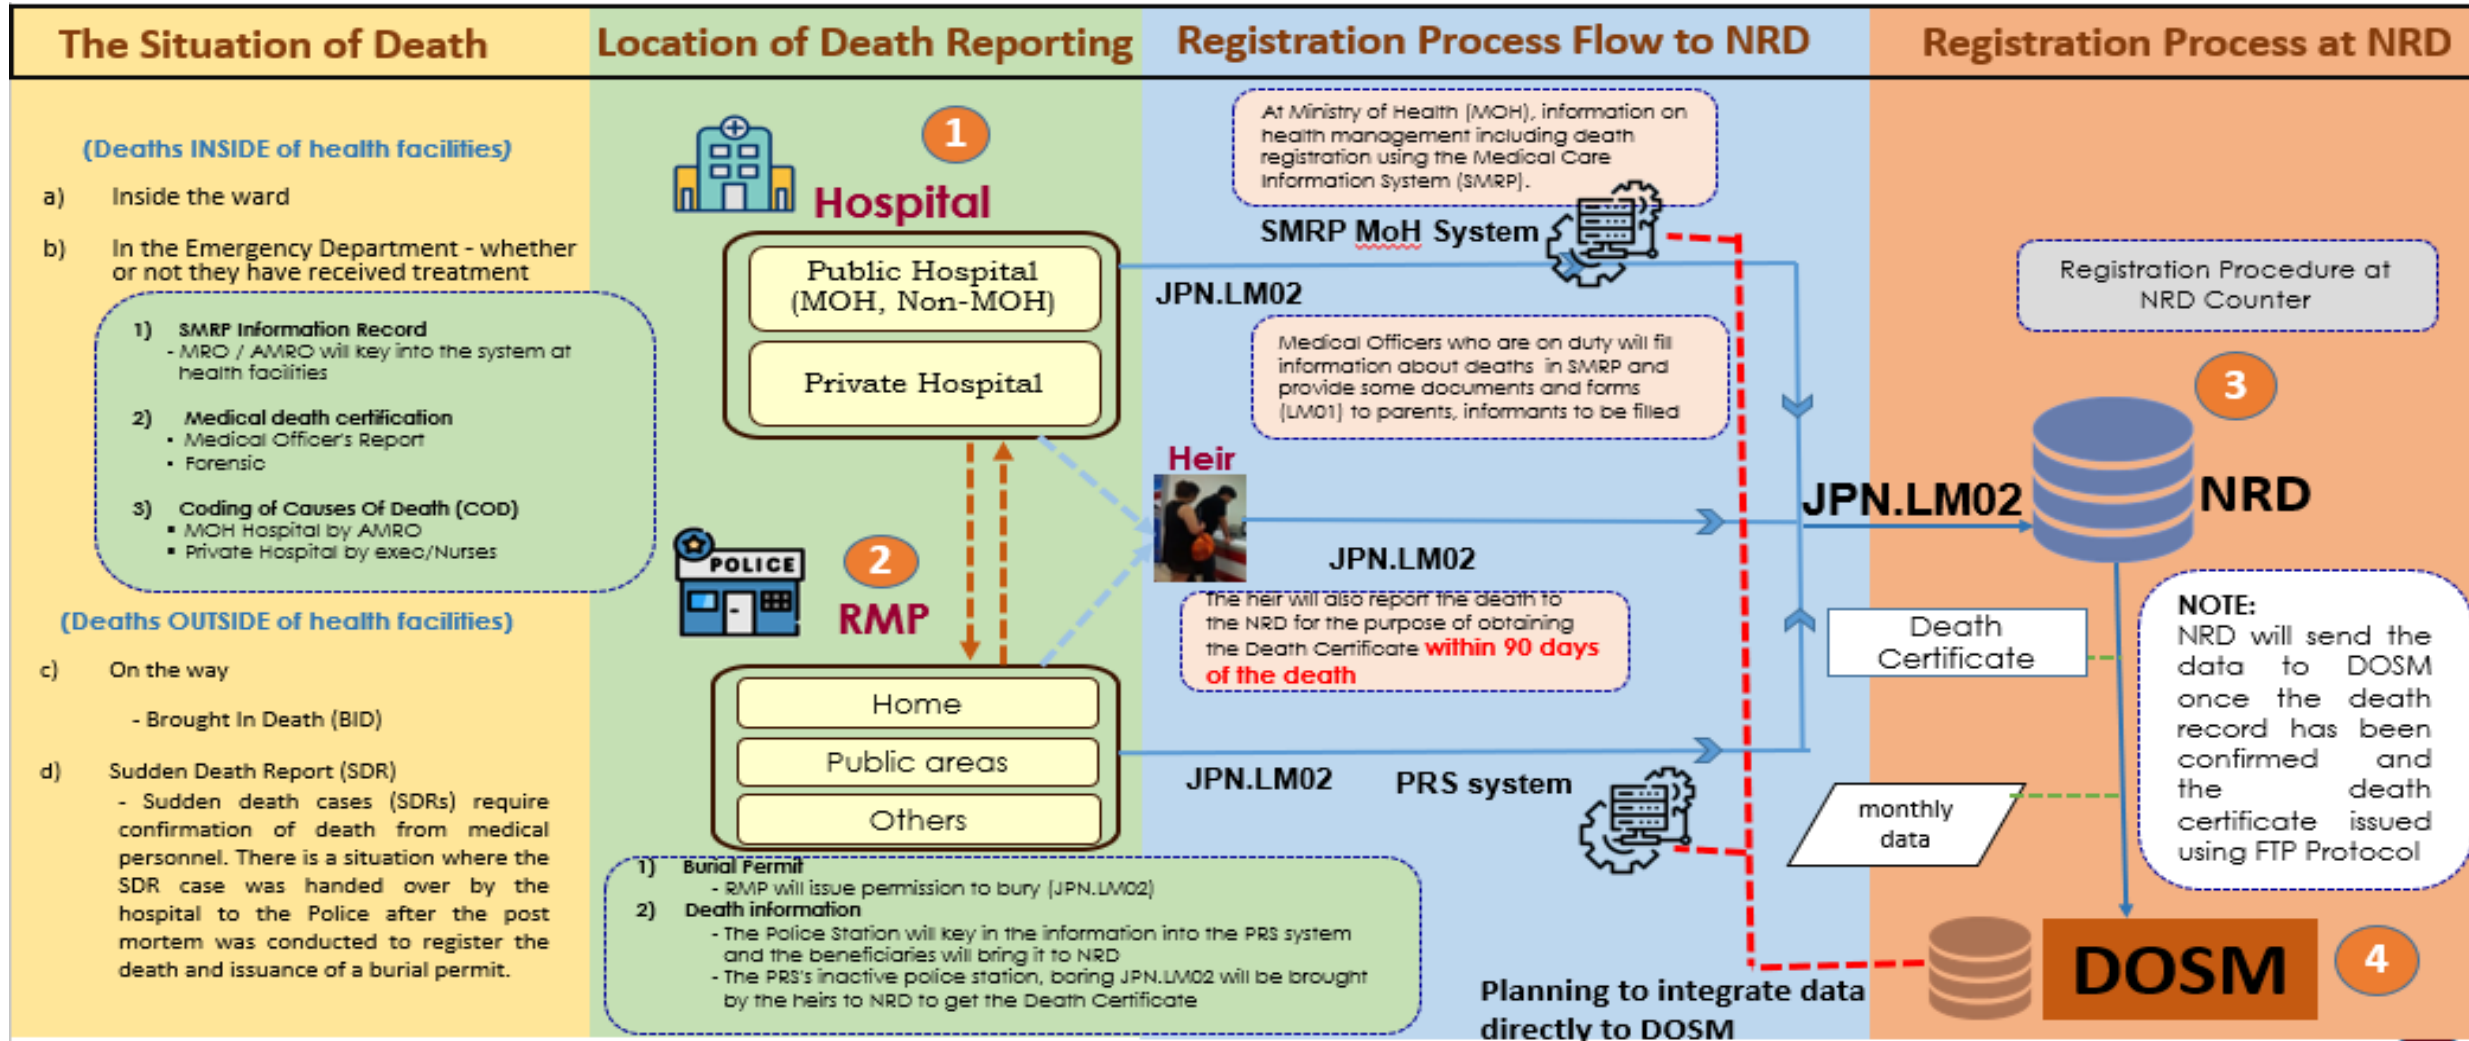 The Situation of Death
Location of Death Reporting
Registration Process Flow to NRD
Registration Process at NRD
(Deaths INSIDE of health facilities)
a) Inside the ward
b) In the Emergency Department - whether
or not they have received treatment
1) SMRP Information Record
- MRO / AMRO will key into the system at
health facilities
2) Medical death certification
▪ Medical Officer's Report
▪ Forensic
3) Coding of Causes Of Death (COD)
▪ MOH Hospital by AMRO
▪ Private Hospital by exec/Nurses
(Deaths OUTSIDE of health facilities)
c) On the way
- Brought In Death (BID)
d) Sudden Death Report (SDR)
- Sudden death cases (SDRs) require
confirmation of death from medical
personnel. There is a situation where the
SDR case was handed over by the
hospital to the Police after the post
mortem was conducted to register the
death and issuance of a burial permit.
1
Hospital
Public Hospital
(MOH, Non-MOH)
Private Hospital
POLICE
2
RMP
Home
Public areas
Others
1) Burial Permit
- RMP will issue permission to bury (JPN.LM02)
2) Death information
- The Police Station will key in the information into the PRS system
and the beneficiaries will bring it to NRD
- The PRS's inactive police station, boring JPN.LM02 will be brought
by the heirs to NRD to get the Death Certificate
At Ministry of Health (MOH), information on
health management including death
registration using the Medical Care
Information System (SMRP).
SMRP MoH System
JPN.LM02
Medical Officers who are on duty will fill
information about deaths in SMRP and
provide some documents and forms
(LM01) to parents, informants to be filled
Heir
JPN.LM02
The heir will also report the death to
the NRD for the purpose of obtaining
the Death Certificate within 90 days
of the death
JPN.LM02
PRS system
Planning to integrate data
directly to DOSM
Registration Procedure at
NRD Counter
3
JPN.LM02
NRD
Death
Certificate
monthly
data
NOTE:
NRD will send the
data to DOSM
once the death
record has been
confirmed and
the death
certificate issued
using FTP Protocol
DOSM
4